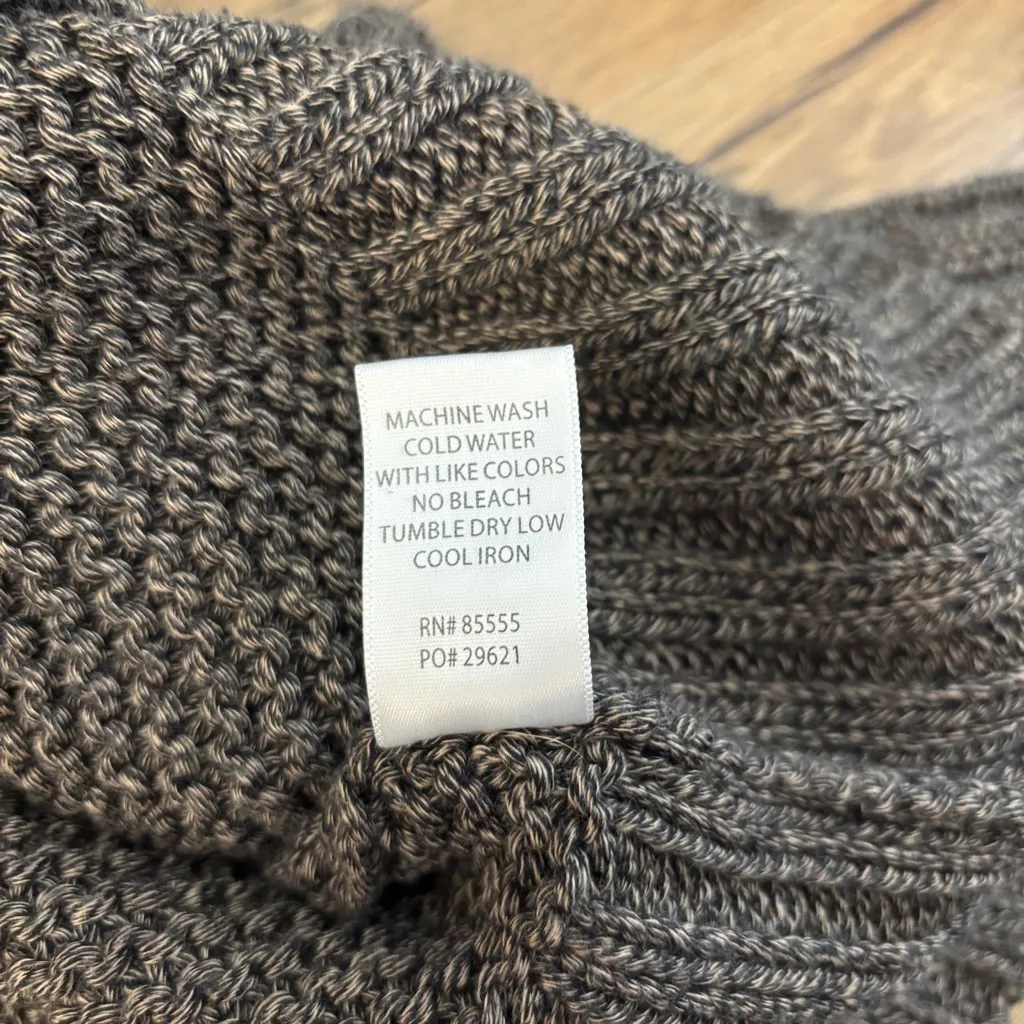 MACHINE WASH
COLD WATER
WITH LIKE COLORS
NO BLEACH
TUMBLE DRY LOW
COOL IRON
RN# 85555
PO# 29621